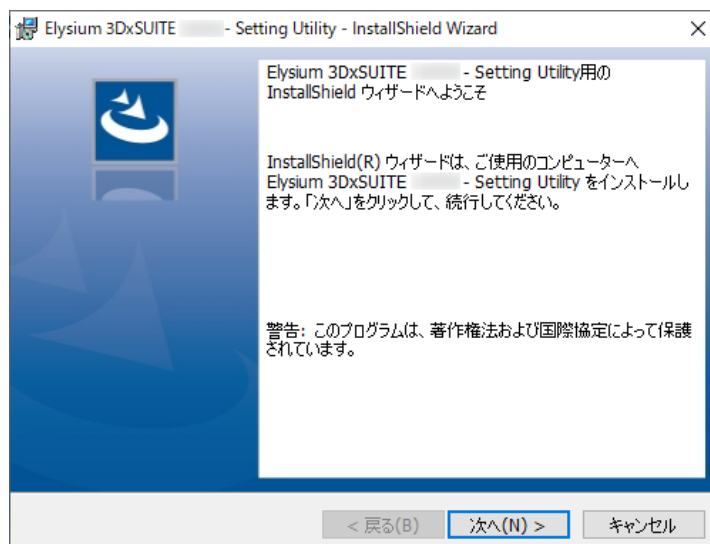 Elysium 3DxSUITE - Setting Utility - InstallShield Wizard
Elysium 3DxSUITE - Setting Utility用の
InstallShield ウィザードへようこそ
InstallShield(R) ウィザードは、ご使用のコンピューターへ
Elysium 3DxSUITE - Setting Utility をインストールし
ます。「次へ」をクリックして、続行してください。
警告: このプログラムは、著作権法および国際協定によって保護
されています。
< 戻る(B) 次へ(N) > キャンセル